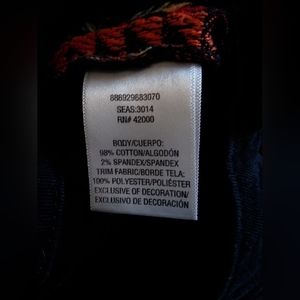 886929683070
SEAS:3014
RN# 42000
BODY/CUERPO:
98% COTTON/ALGODÓN
2% SPANDEX/SPANDEX
TRIM FABRIC/BORDE TELA:
100% POLYESTER/POLIÉSTER
EXCLUSIVE OF DECORATION/
EXCLUSIVO DE DECORACIÓN